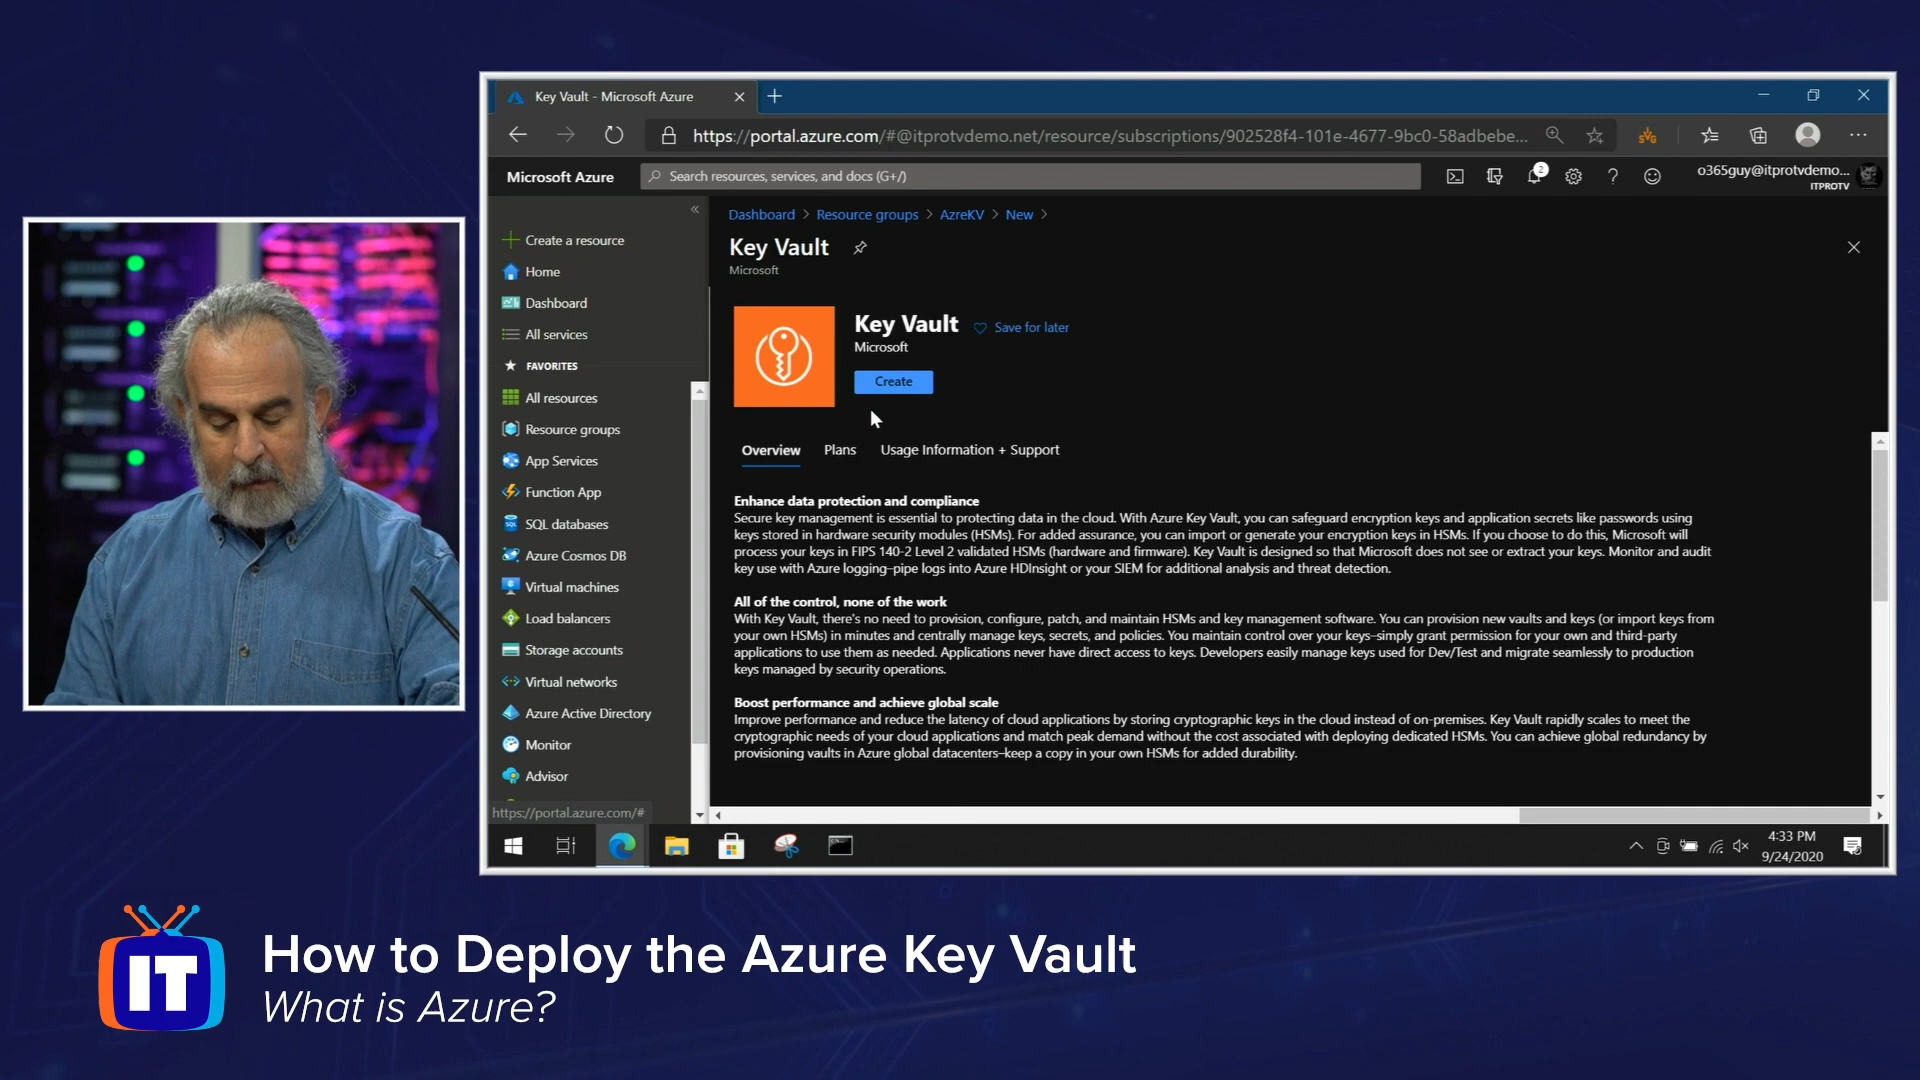 Key Vault - Microsoft Azure
https://portal.azure.com/#@itprotvdemo.net/resource/subscriptions/902528f4-101e-4677-9bc0-58adbebe...
Microsoft Azure
Search resources, services, and docs (G+/)
2
o365guy@itprotvdemo...
ITPROTV
Create a resource
Home
Dashboard
All services
FAVORITES
All resources
Resource groups
App Services
Function App
SQL databases
Azure Cosmos DB
Virtual machines
Load balancers
Storage accounts
Virtual networks
Azure Active Directory
Monitor
Advisor
https://portal.azure.com/#
Dashboard > Resource groups > AzreKV > New >
Key Vault
Microsoft
Key Vault
Save for later
Microsoft
Create
Overview
Plans
Usage Information + Support
Enhance data protection and compliance
Secure key management is essential to protecting data in the cloud. With Azure Key Vault, you can safeguard encryption keys and application secrets like passwords using
keys stored in hardware security modules (HSMs). For added assurance, you can import or generate your encryption keys in HSMs. If you choose to do this, Microsoft will
process your keys in FIPS 140-2 Level 2 validated HSMs (hardware and firmware). Key Vault is designed so that Microsoft does not see or extract your keys. Monitor and audit
key use with Azure logging–pipe logs into Azure HDInsight or your SIEM for additional analysis and threat detection.
All of the control, none of the work
With Key Vault, there's no need to provision, configure, patch, and maintain HSMs and key management software. You can provision new vaults and keys (or import keys from
your own HSMs) in minutes and centrally manage keys, secrets, and policies. You maintain control over your keys–simply grant permission for your own and third-party
applications to use them as needed. Applications never have direct access to keys. Developers easily manage keys used for Dev/Test and migrate seamlessly to production
keys managed by security operations.
Boost performance and achieve global scale
Improve performance and reduce the latency of cloud applications by storing cryptographic keys in the cloud instead of on-premises. Key Vault rapidly scales to meet the
cryptographic needs of your cloud applications and match peak demand without the cost associated with deploying dedicated HSMs. You can achieve global redundancy by
provisioning vaults in Azure global datacenters–keep a copy in your own HSMs for added durability.
4:33 PM
9/24/2020
IT
How to Deploy the Azure Key Vault
What is Azure?